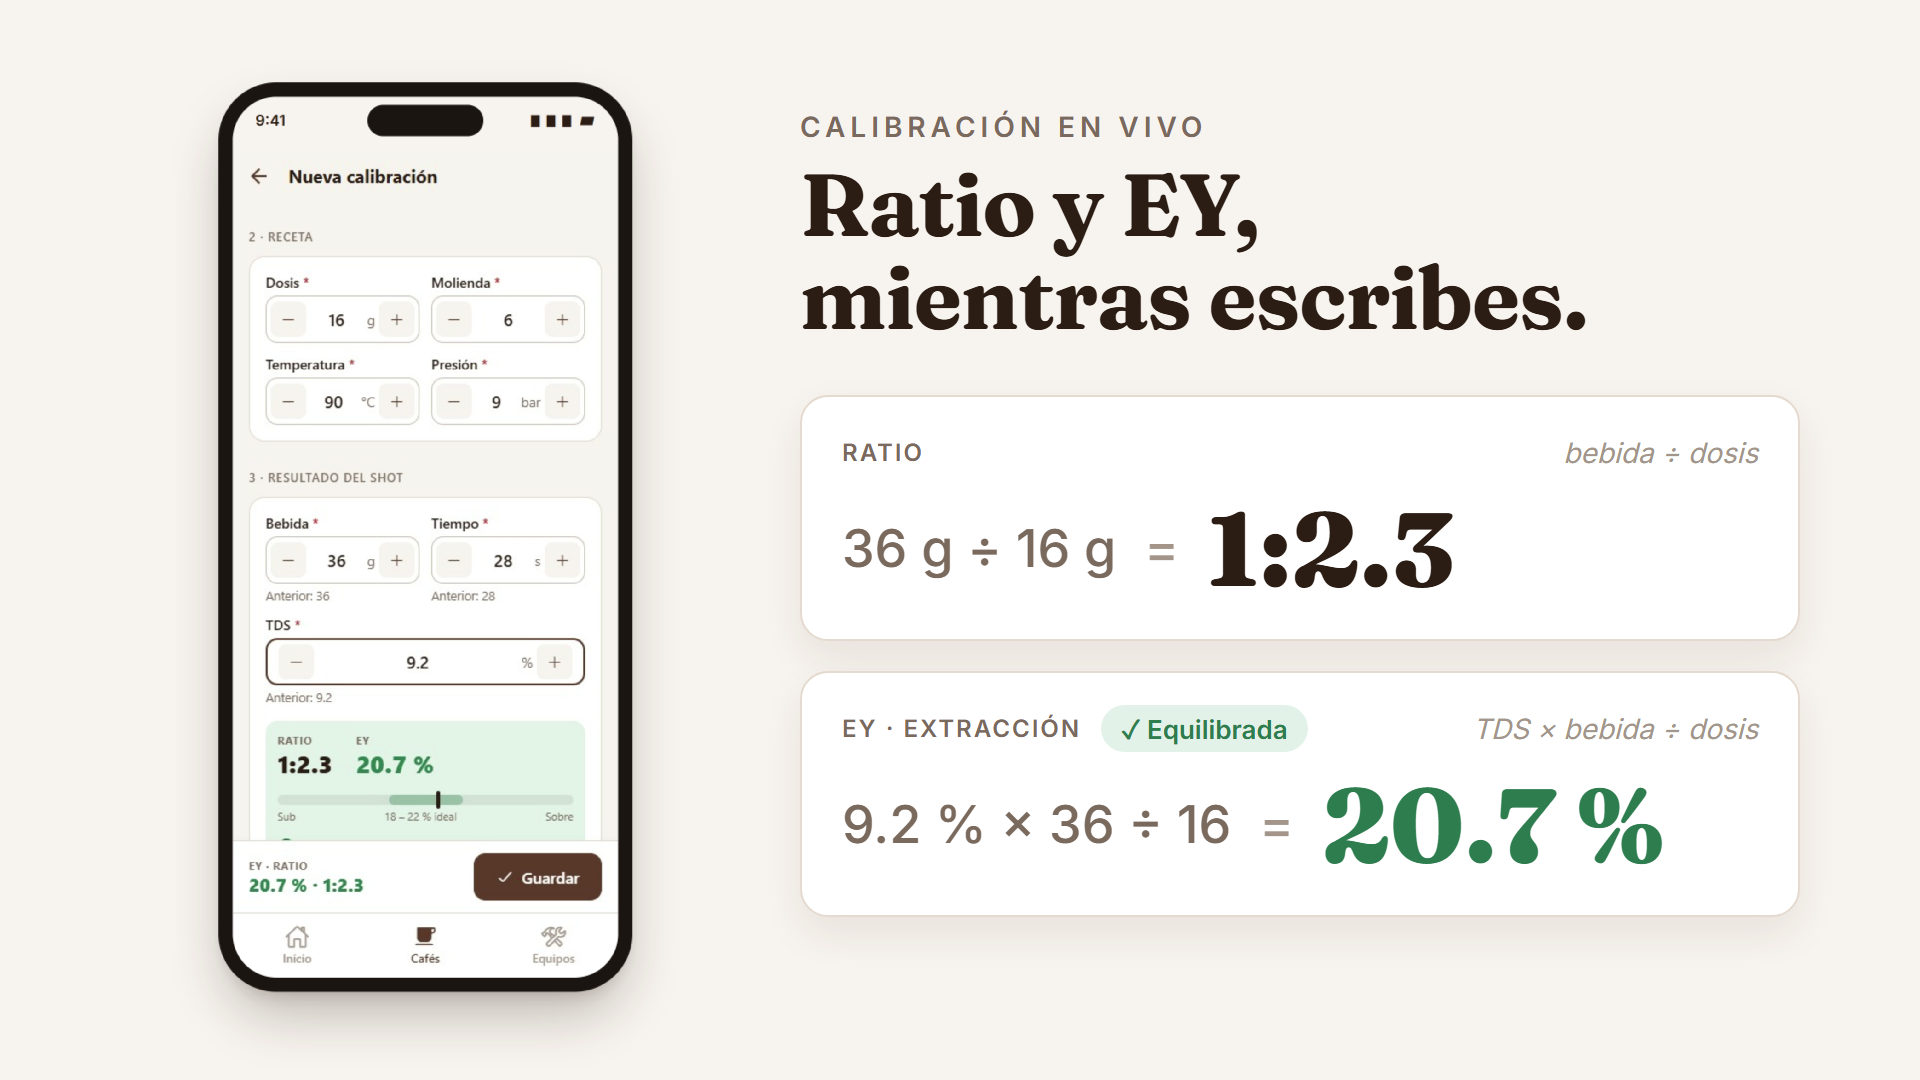 9:41
← Nueva calibración
2 · RECETA
Dosis * Molienda *
− 16 g + − 6 +
Temperatura * Presión *
− 90 °C + − 9 bar +
3 · RESULTADO DEL SHOT
Bebida * Tiempo *
− 36 g + − 28 s +
Anterior: 36 Anterior: 28
TDS *
− 9.2 % +
Anterior: 9.2
RATIO EY
1:2.3 20.7 %
Sub 18 – 22 % ideal Sobre
EY · RATIO
20.7 % · 1:2.3
✓ Guardar
Inicio Cafés Equipos
CALIBRACIÓN EN VIVO
Ratio y EY,
mientras escribes.
RATIO bebida ÷ dosis
36 g ÷ 16 g = 1:2.3
EY · EXTRACCIÓN ✓ Equilibrada TDS × bebida ÷ dosis
9.2 % × 36 ÷ 16 = 20.7 %